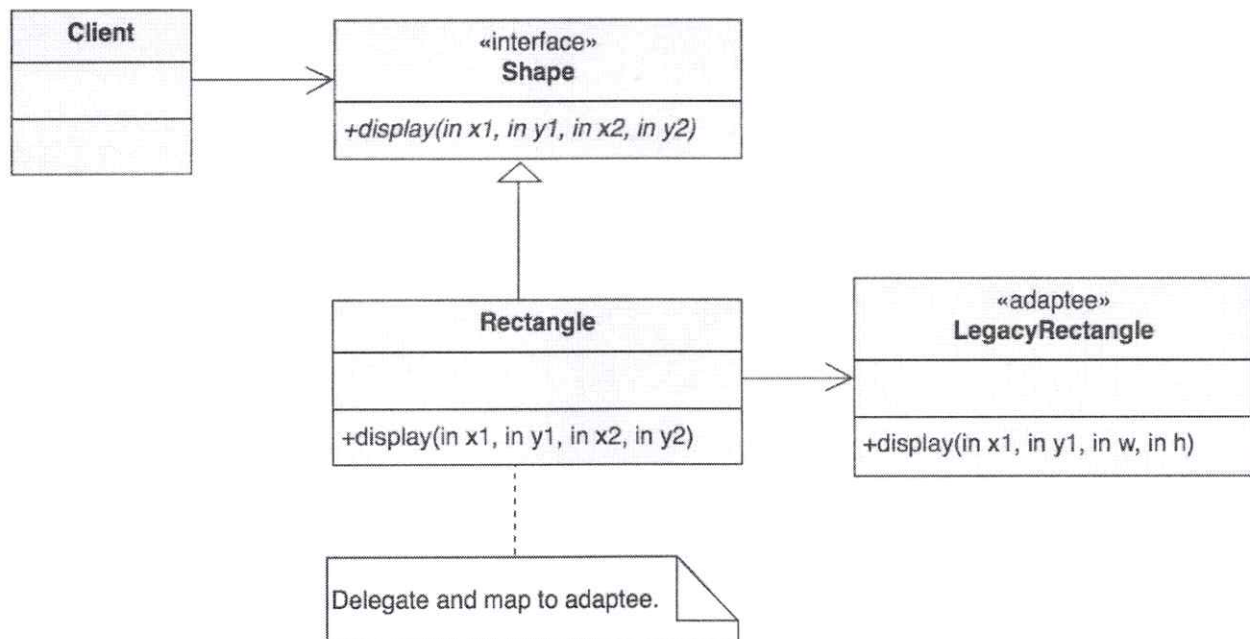 Client
«interface»
Shape
+display(in x1, in y1, in x2, in y2)
Rectangle
+display(in x1, in y1, in x2, in y2)
«adaptee»
LegacyRectangle
+display(in x1, in y1, in w, in h)
Delegate and map to adaptee.